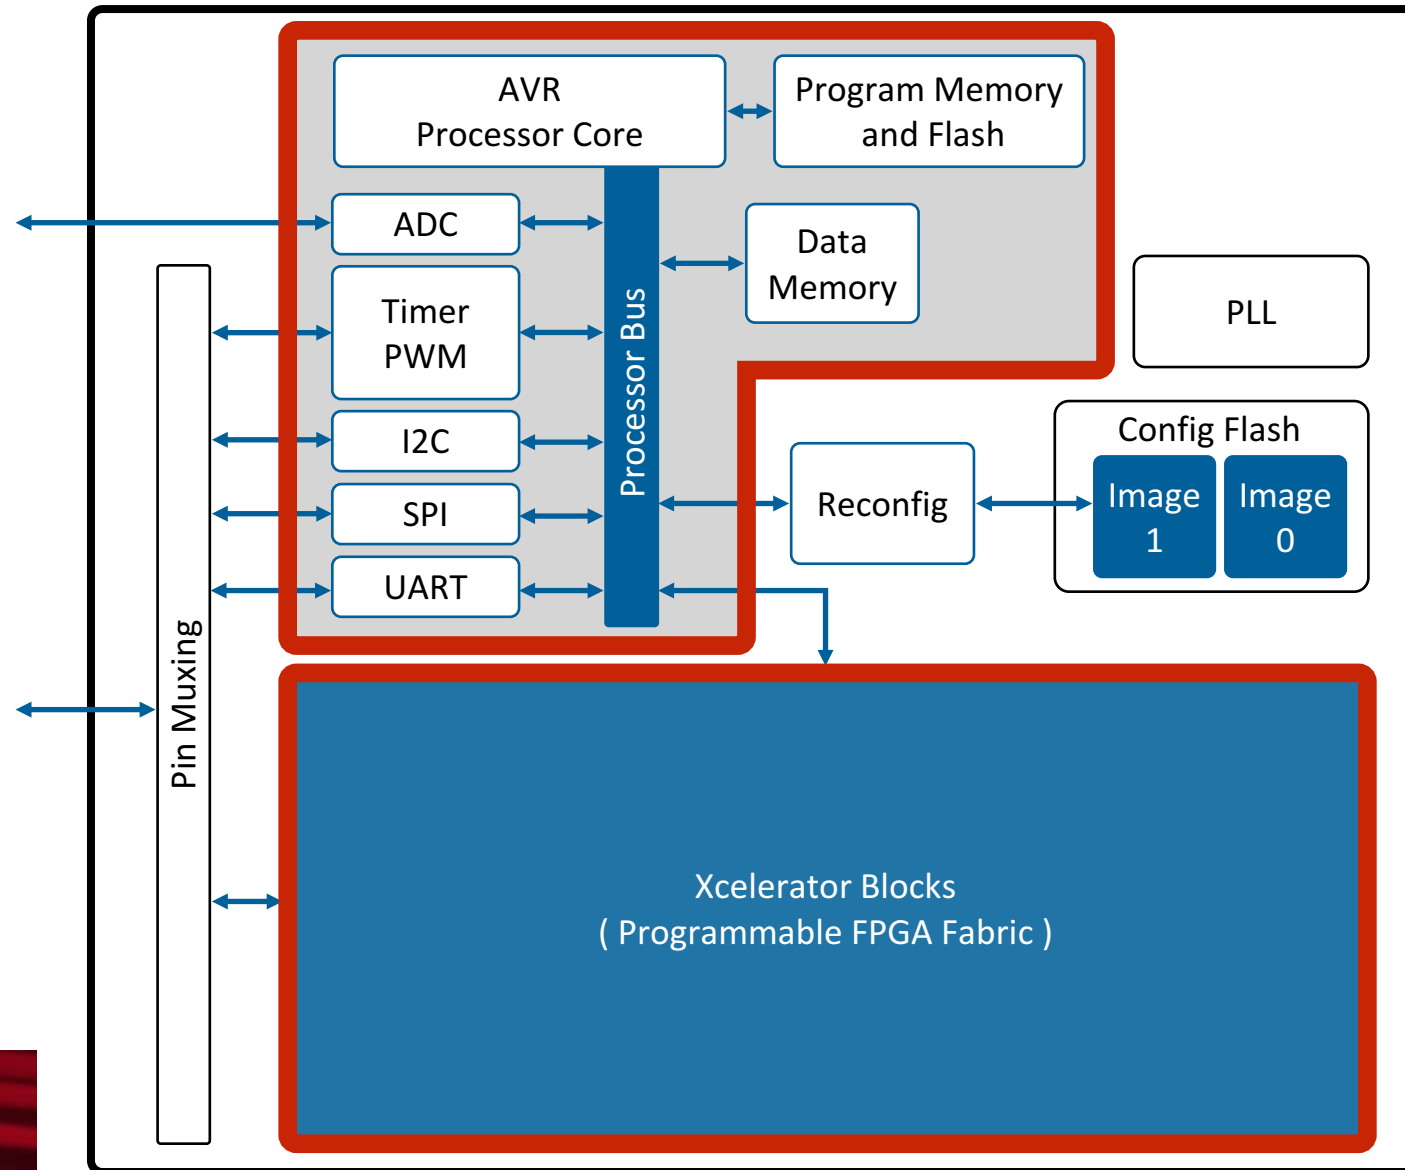 AVR
Processor Core
Program Memory
and Flash
ADC
Data
Memory
Timer
PWM
PLL
Processor Bus
I2C
Config Flash
Reconfig
Image
1
Image
0
SPI
UART
Pin Muxing
Xcelerator Blocks
( Programmable FPGA Fabric )